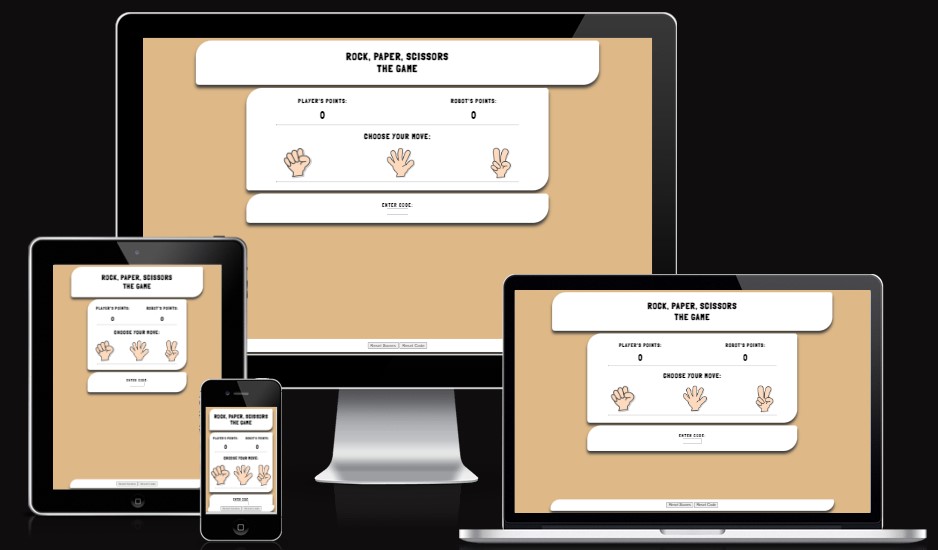 ROCK, PAPER, SCISSORS
THE GAME
PLAYER'S POINTS: ROBOT'S POINTS:
0 0
CHOOSE YOUR MOVE:
ENTER CODE:
Reset Scores Reset Code
ROCK, PAPER, SCISSORS
THE GAME
PLAYER'S POINTS: ROBOT'S POINTS:
0 0
CHOOSE YOUR MOVE:
ENTER CODE:
Reset Scores Reset Code
ROCK, PAPER, SCISSORS
THE GAME
PLAYER'S POINTS: ROBOT'S POINTS:
0 0
CHOOSE YOUR MOVE:
ENTER CODE:
ROCK, PAPER, SCISSORS
THE GAME
PLAYER'S POINTS: ROBOT'S POINTS:
0 0
CHOOSE YOUR MOVE:
ENTER CODE:
Reset Scores Reset Code